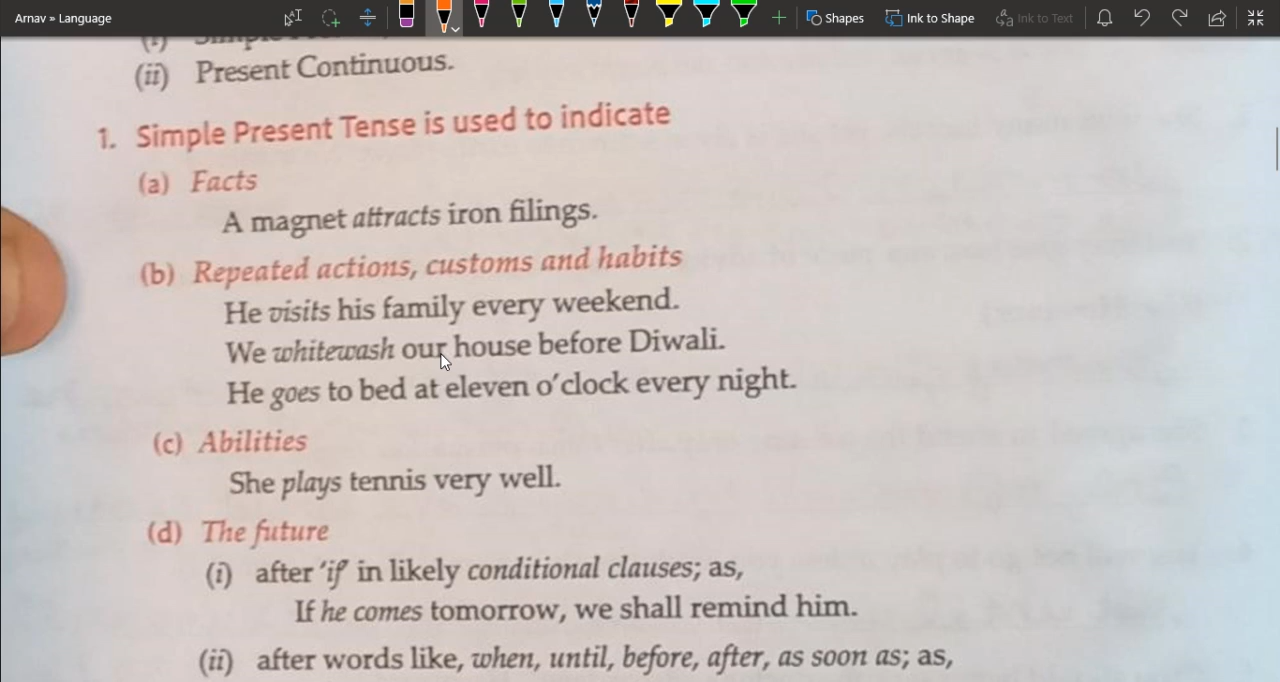 Arnav » Language
Shapes
Ink to Shape
Ink to Text
(i) Simple
(ii) Present Continuous.
1. Simple Present Tense is used to indicate
(a) Facts
A magnet attracts iron filings.
(b) Repeated actions, customs and habits
He visits his family every weekend.
We whitewash our house before Diwali.
He goes to bed at eleven o'clock every night.
(c) Abilities
She plays tennis very well.
(d) The future
(i) after 'if' in likely conditional clauses; as,
If he comes tomorrow, we shall remind him.
(ii) after words like, when, until, before, after, as soon as; as,